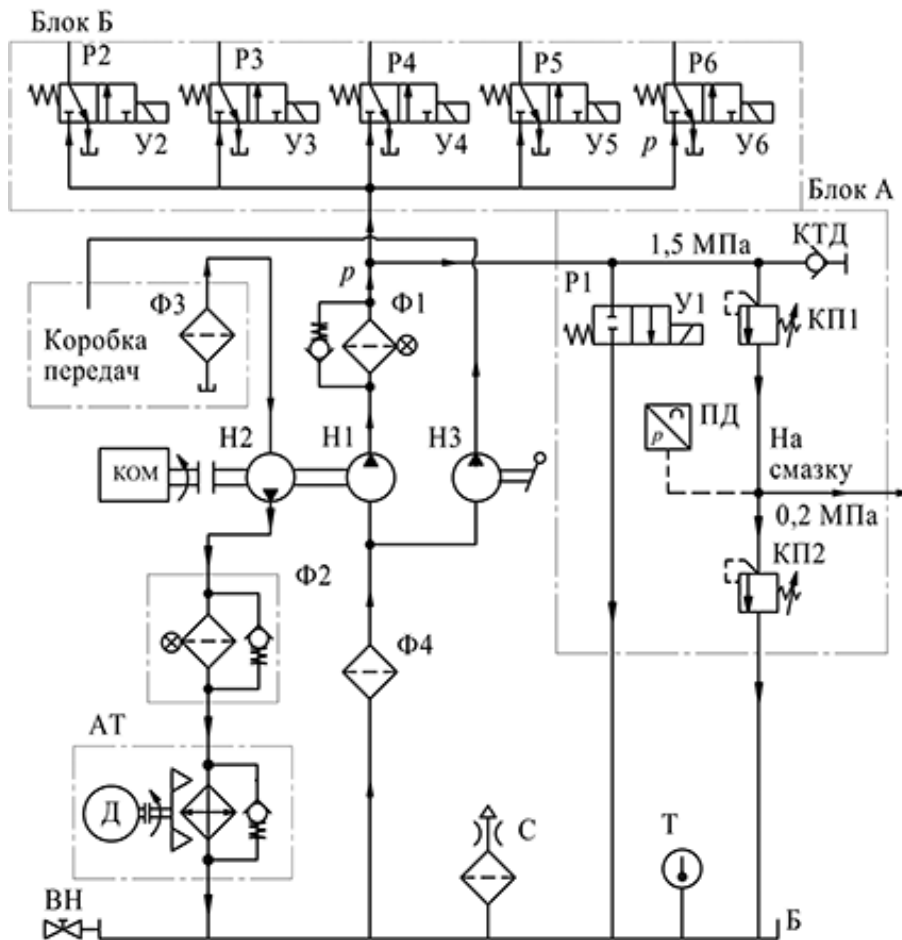 Блок Б
Р2 Р3 Р4 Р5 Р6
У2 У3 У4 У5 p У6
Блок А
1,5 МПа КТД
p Р1
Ф3 Ф1 У1 КП1
Коробка
передач
ПД
p
Н2 Н1 Н3 На
смазку
КОМ
0,2 МПа
КП2
Ф2
Ф4
АТ
Д
С Т
ВН Б